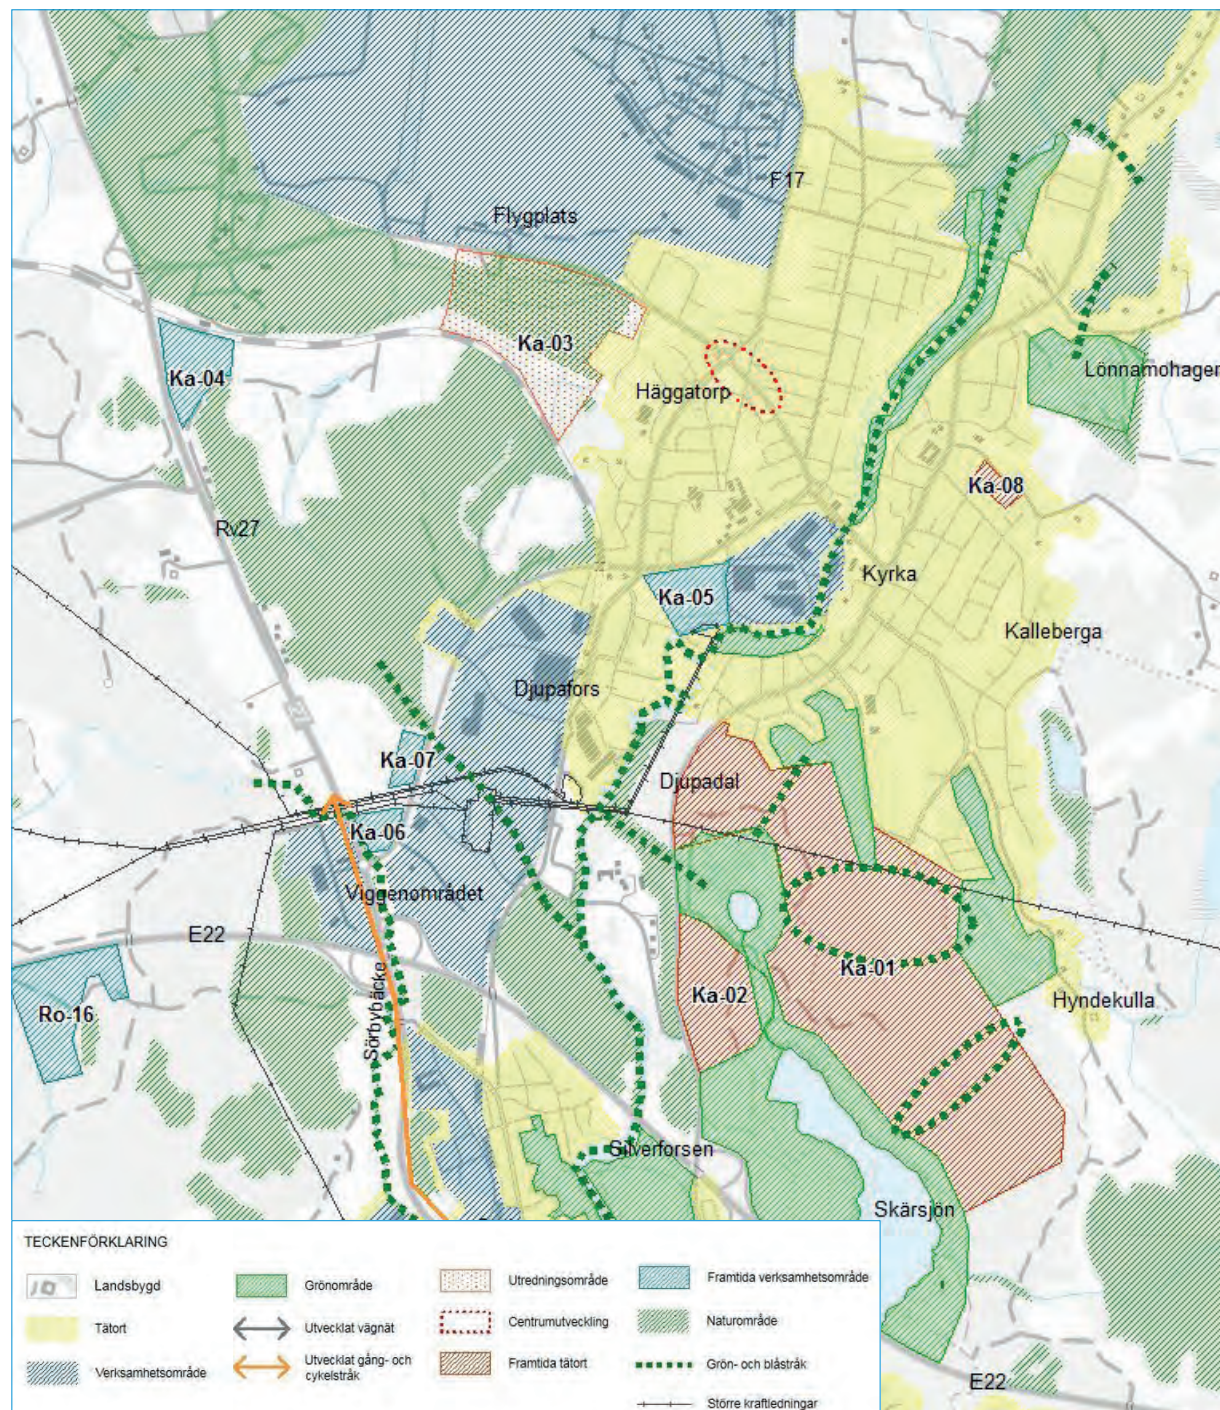 F17
Flygplats
Ka-03
Ka-04
Häggatorp
Lönnamohagen
Ka-08
Rv27
Kyrka
Ka-05
Kalleberga
Djupafors
27
Ka-07
Djupadal
Ka-06
Viggenområdet
E22
Ka-01
Ka-02
Hyndekulla
Ro-16
Sörbybäcke
Silverforsen
Skärsjön
E22
TECKENFÖRKLARING
Landsbygd
Tätort
Verksamhetsområde
Grönområde
Utvecklat vägnät
Utvecklat gång- och
cykelstråk
Utredningsområde
Centrumutveckling
Framtida tätort
Framtida verksamhetsområde
Naturområde
Grön- och blåstråk
Större kraftledningar